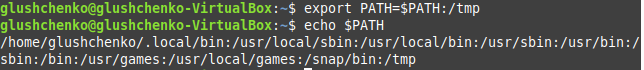 glushchenko@glushchenko-VirtualBox:~$ export PATH=$PATH:/tmp
glushchenko@glushchenko-VirtualBox:~$ echo $PATH
/home/glushchenko/.local/bin:/usr/local/sbin:/usr/local/bin:/usr/sbin:/usr/bin:/
sbin:/bin:/usr/games:/usr/local/games:/snap/bin:/tmp